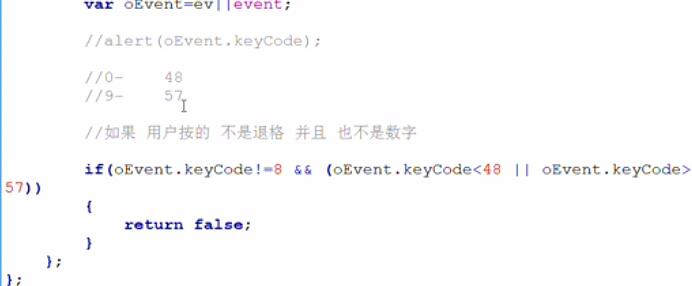 var oEvent=ev||event;
//alert(oEvent.keyCode);
//0-    48
//9-    57
//如果 用户按的 不是退格 并且 也不是数字
if(oEvent.keyCode!=8 && (oEvent.keyCode<48 || oEvent.keyCode>
57))
{
return false;
}
};
};